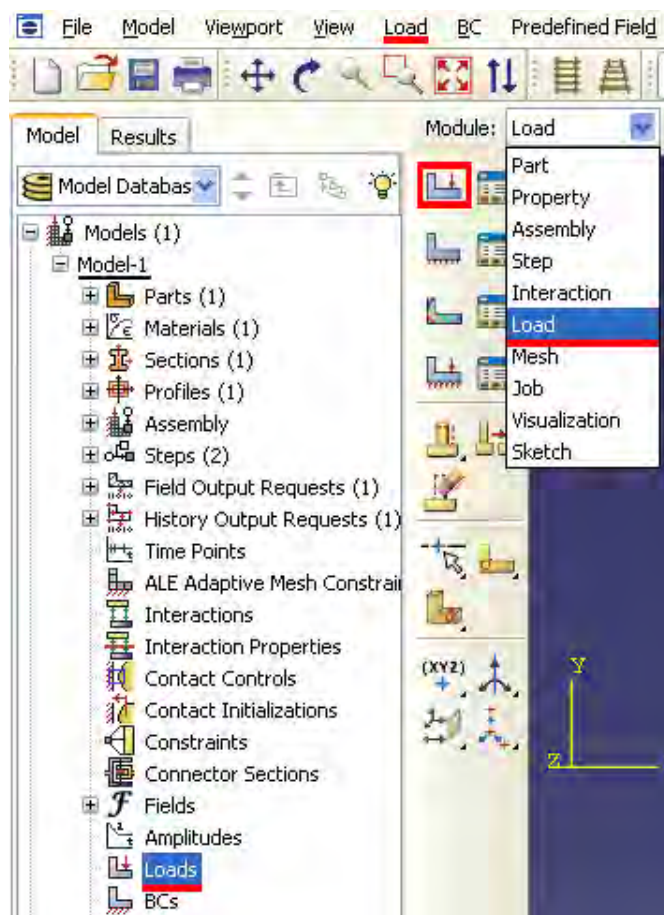 File Model Viewport View Load BC Predefined Field
Model Results
Module: Load
Model Databas
Part
Property
Assembly
Step
Interaction
Load
Mesh
Job
Visualization
Sketch
Models (1)
Model-1
Parts (1)
Materials (1)
Sections (1)
Profiles (1)
Assembly
Steps (2)
Field Output Requests (1)
History Output Requests (1)
Time Points
ALE Adaptive Mesh Constrai
Interactions
Interaction Properties
Contact Controls
Contact Initializations
Constraints
Connector Sections
Fields
Amplitudes
Loads
BCs
(XYZ)
Y
Z